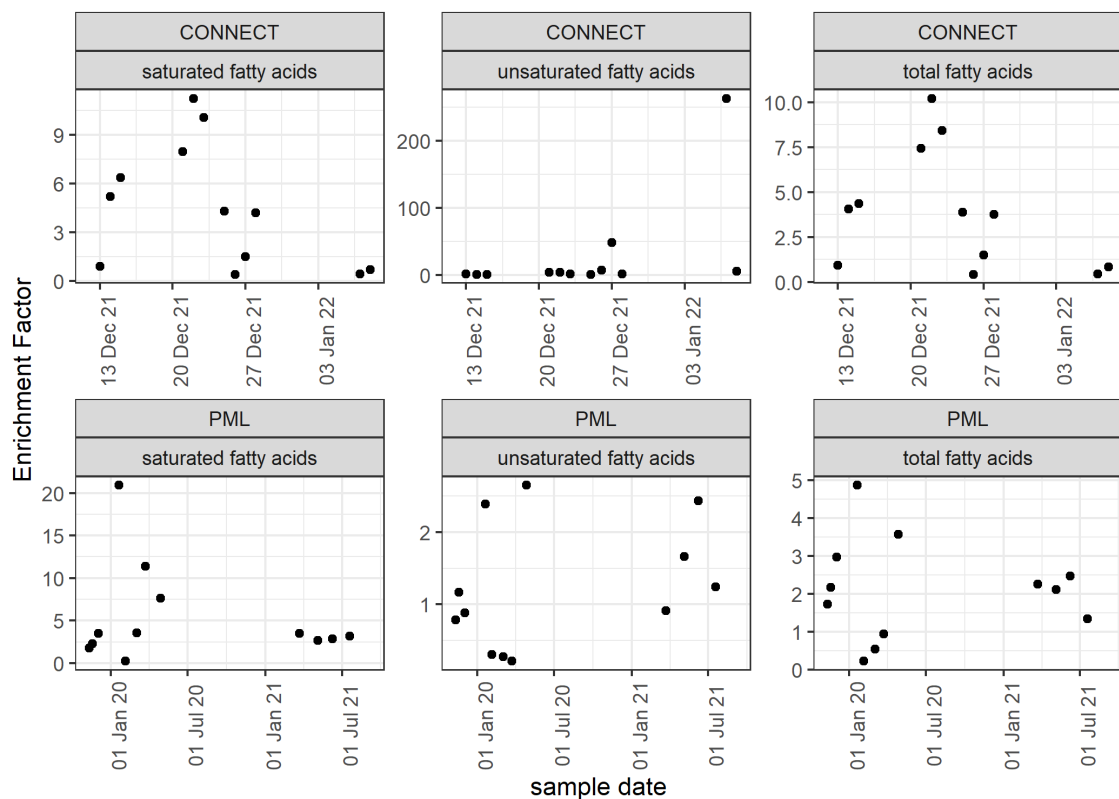 CONNECT
saturated fatty acids
CONNECT
unsaturated fatty acids
CONNECT
total fatty acids
9
6
3
0
13 Dec 21
20 Dec 21
27 Dec 21
03 Jan 22
200
100
0
13 Dec 21
20 Dec 21
27 Dec 21
03 Jan 22
10.0
7.5
5.0
2.5
0.0
13 Dec 21
20 Dec 21
27 Dec 21
03 Jan 22
Enrichment Factor
PML
saturated fatty acids
PML
unsaturated fatty acids
PML
total fatty acids
20
15
10
5
0
01 Jan 20
01 Jul 20
01 Jan 21
01 Jul 21
2
1
01 Jan 20
01 Jul 20
01 Jan 21
01 Jul 21
5
4
3
2
1
0
01 Jan 20
01 Jul 20
01 Jan 21
01 Jul 21
sample date